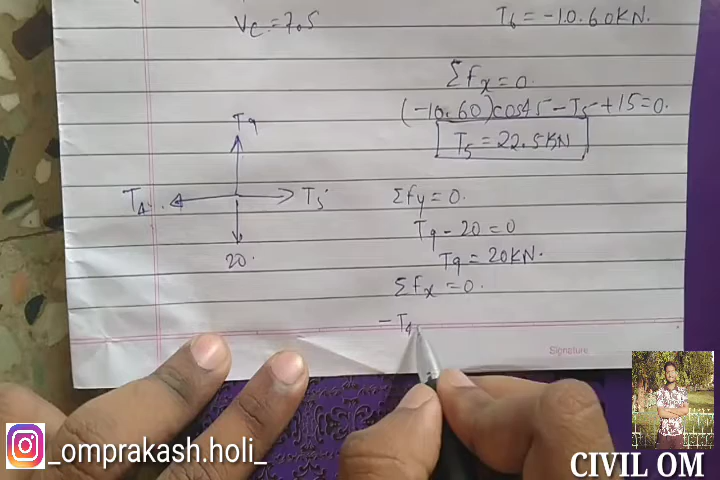 Vc = 7.5
T6 = -10.60KN.
Σfx = 0.
(-10.60)cos45 - T5 + 15 = 0.
T5 = 22.5KN
T9
T4
T5
20.
Σfy = 0.
T9 - 20 = 0
T9 = 20KN.
Σfx = 0.
-T4
Signature
_omprakash.holi_
CIVIL OM